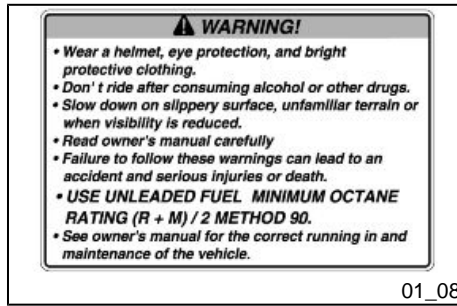 WARNING!
• Wear a helmet, eye protection, and bright
protective clothing.
• Don't ride after consuming alcohol or other drugs.
• Slow down on slippery surface, unfamiliar terrain or
when visibility is reduced.
• Read owner's manual carefully
• Failure to follow these warnings can lead to an
accident and serious injuries or death.
• USE UNLEADED FUEL MINIMUM OCTANE
RATING (R + M) / 2 METHOD 90.
• See owner's manual for the correct running in and
maintenance of the vehicle.
01_08